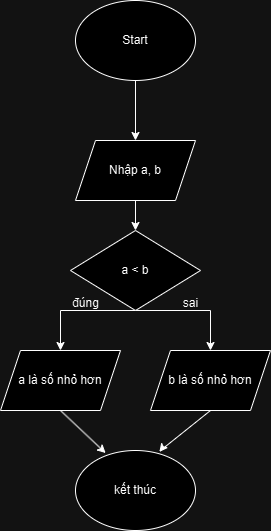 Start
Nhập a, b
a < b
đúng
sai
a là số nhỏ hơn
b là số nhỏ hơn
kết thúc